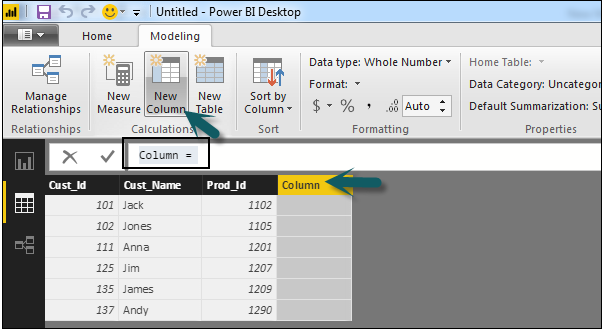 Untitled - Power BI Desktop
Home Modeling
Manage Relationships
New Measure
New Column
New Table
Sort by Column
Data type: Whole Number
Format:
$ % , .00 Auto
Home Table:
Data Category: Uncategor
Default Summarization: Su
Relationships Calculations Sort Formatting Properties
Column =
Cust_Id Cust_Name Prod_Id Column
101 Jack 1102
102 Jones 1105
111 Anna 1201
125 Jim 1207
135 James 1209
137 Andy 1290